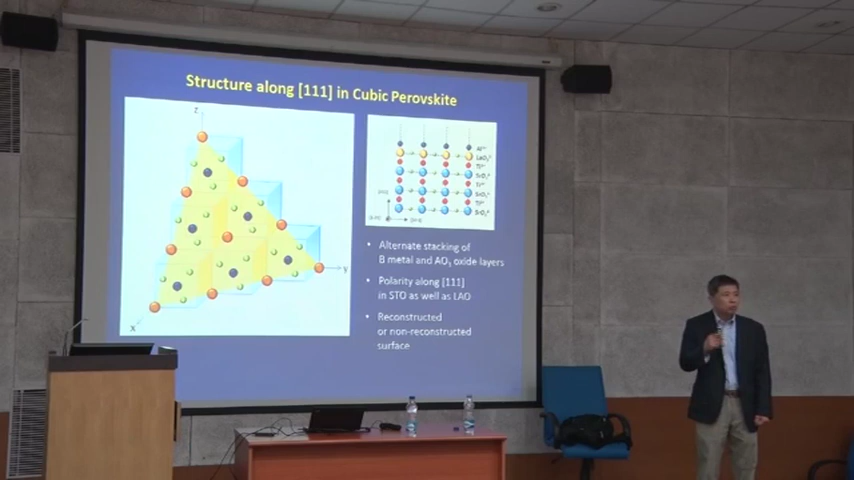 Structure along [111] in Cubic Perovskite
z
y
x
• Alternate stacking of
B metal and AO₃ oxide layers
• Polarity along [111]
in STO as well as LAO
• Reconstructed
or non-reconstructed
surface